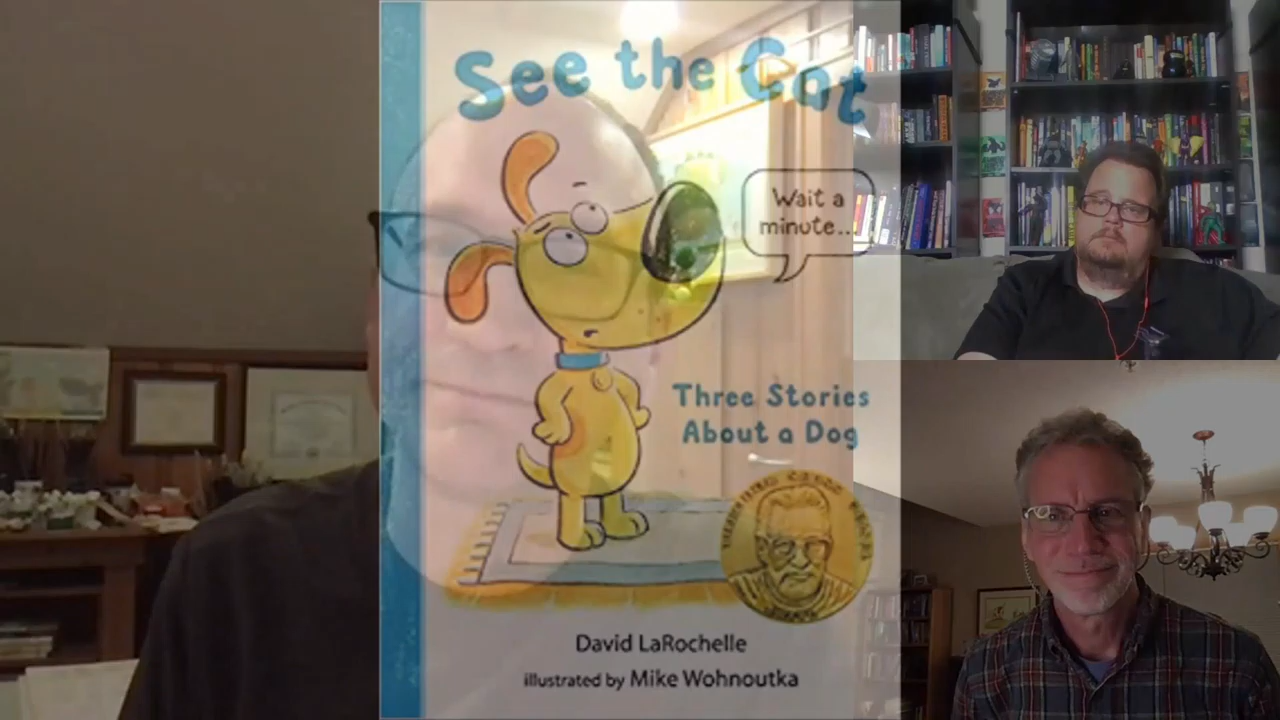 See the Cat
Wait a
minute...
Three Stories
About a Dog
David LaRochelle
illustrated by Mike Wohnoutka